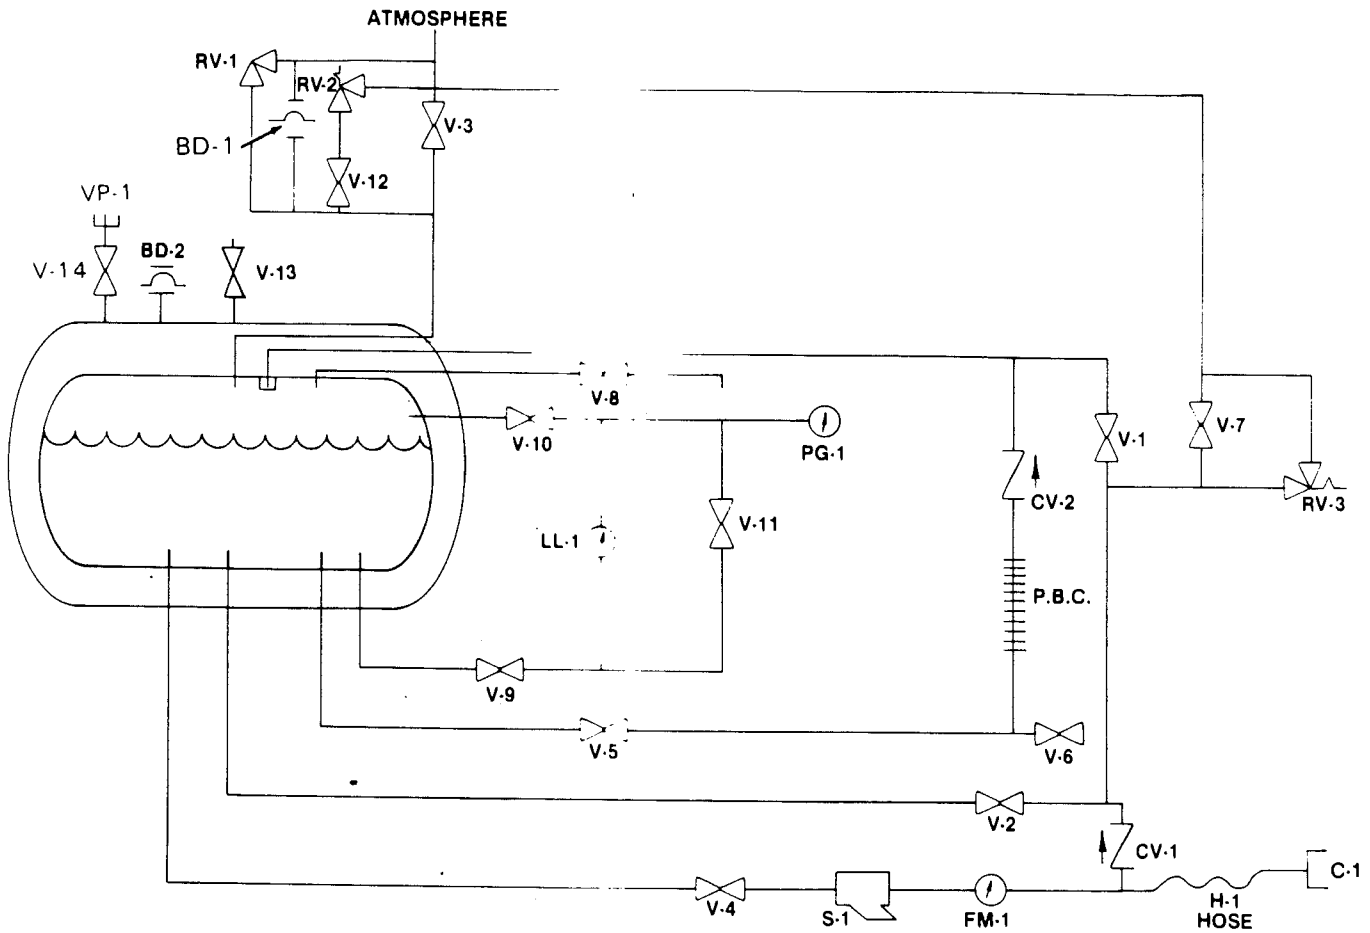 ATMOSPHERE
RV-1
RV-2
V-3
BD-1
V-12
VP-1
BD-2
V-14
V-13
V-8
V-10
PG-1
V-1
V-7
CV-2
RV-3
V-11
LL-1
P.B.C.
V-9
V-5
V-6
V-2
CV-1
C-1
V-4
S-1
FM-1
H-1
HOSE